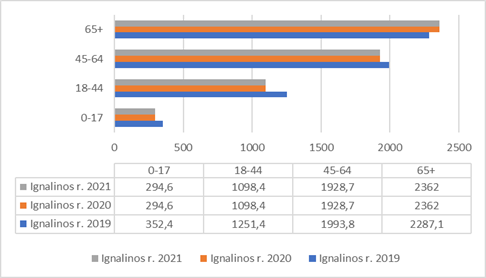 65+
45-64
18-44
0-17
0 500 1000 1500 2000 2500
0-17 18-44 45-64 65+
Ignalinos r. 2021 294,6 1098,4 1928,7 2362
Ignalinos r. 2020 294,6 1098,4 1928,7 2362
Ignalinos r. 2019 352,4 1251,4 1993,8 2287,1
Ignalinos r. 2021 Ignalinos r. 2020 Ignalinos r. 2019